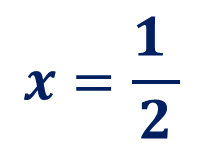 x = 1/2